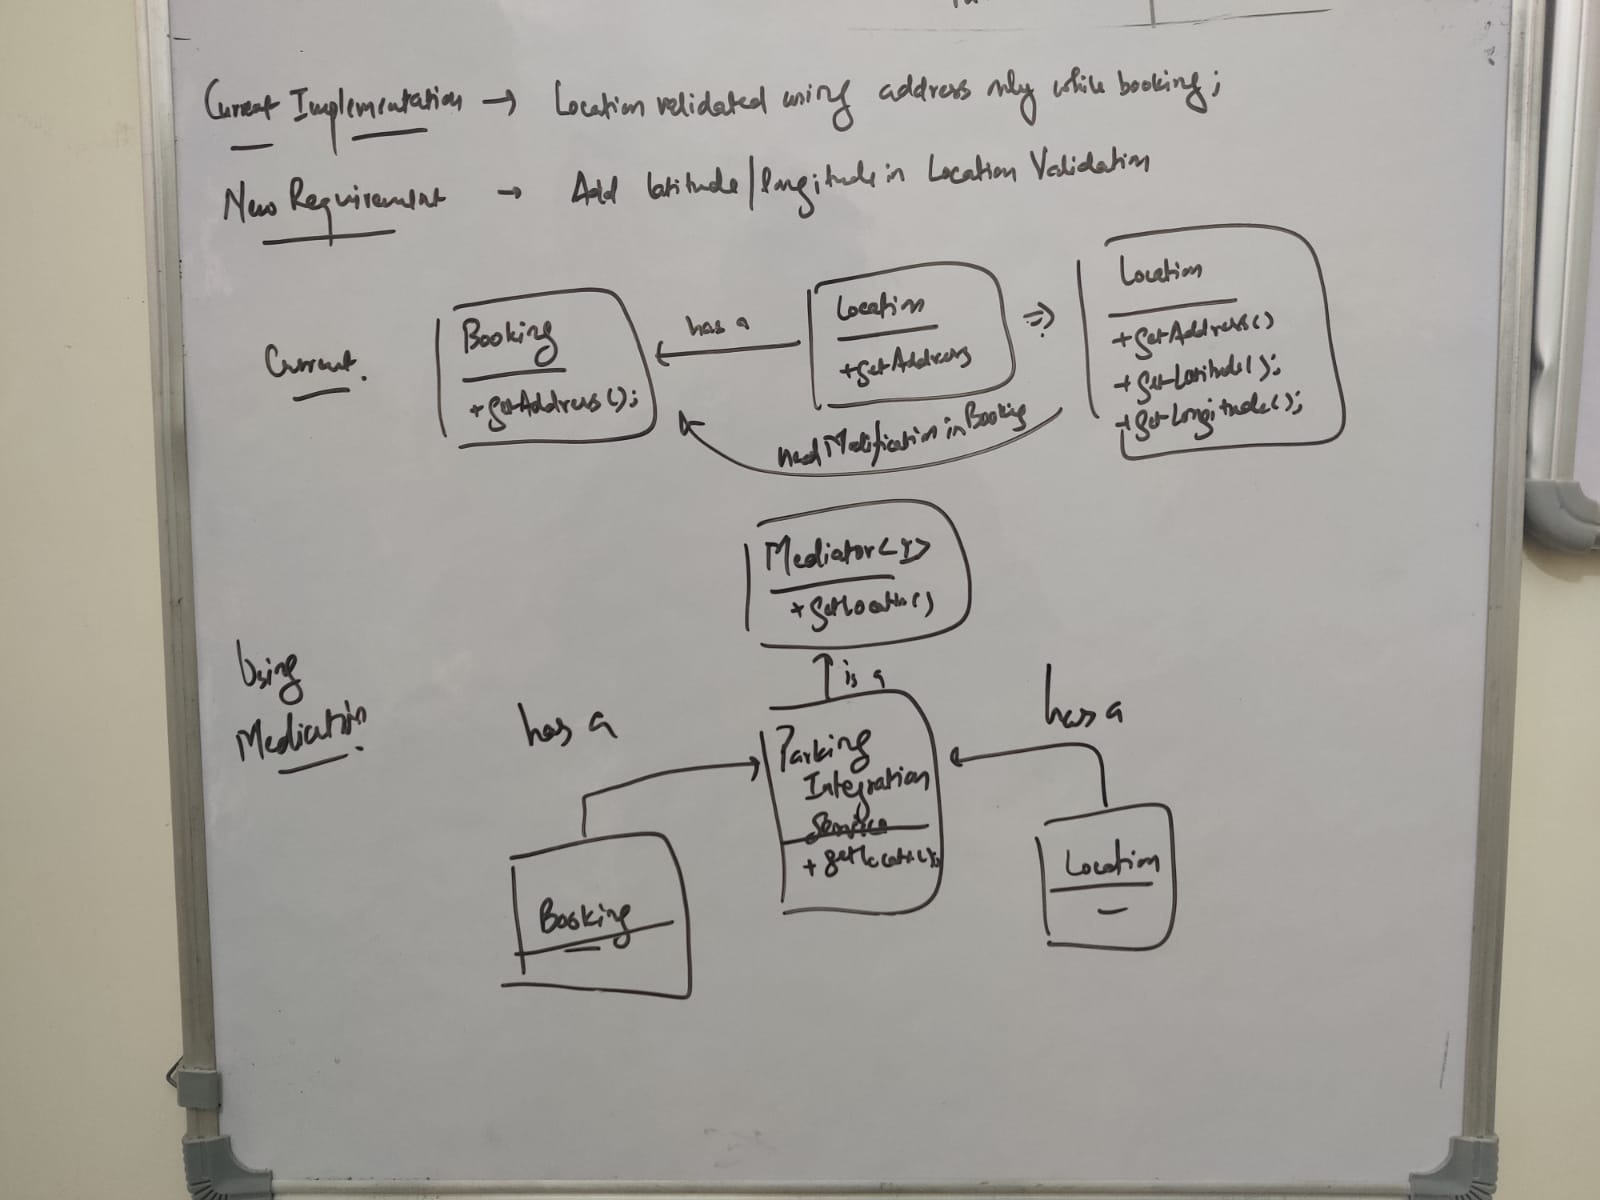 Current Implementation → Location validated using address only while booking;
New Requirement → Add latitude/longitude in Location Validation
Current.
Booking
+ getAddress();
has a
Location
+getAddress
⇒
Location
+getAddress()
+getLatitude();
+getLongitude();
need Modification in Booking
Mediator<I>
+ getLocation()
is a
Using
Mediation
has a
has a
Parking
Integration
Service
+ getLocation();
Booking
Location